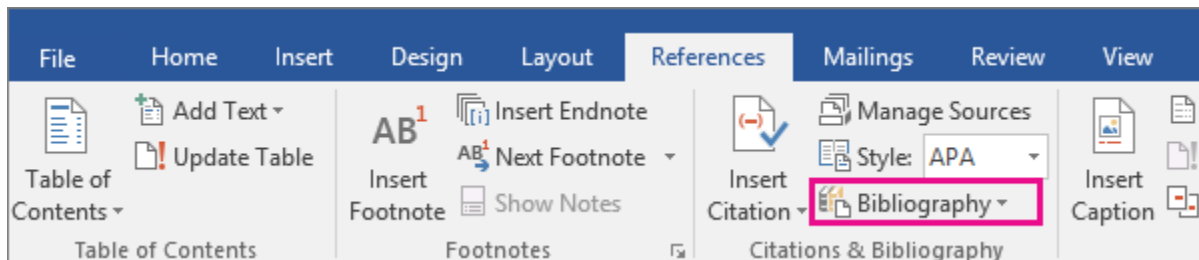 File Home Insert Design Layout References Mailings Review View
Add Text
Update Table
Table of
Contents
Table of Contents
AB1
Insert
Footnote
[i] Insert Endnote
AB1 Next Footnote
Show Notes
Footnotes
(-)
Insert
Citation
Manage Sources
Style: APA
Bibliography
Citations & Bibliography
Insert
Caption